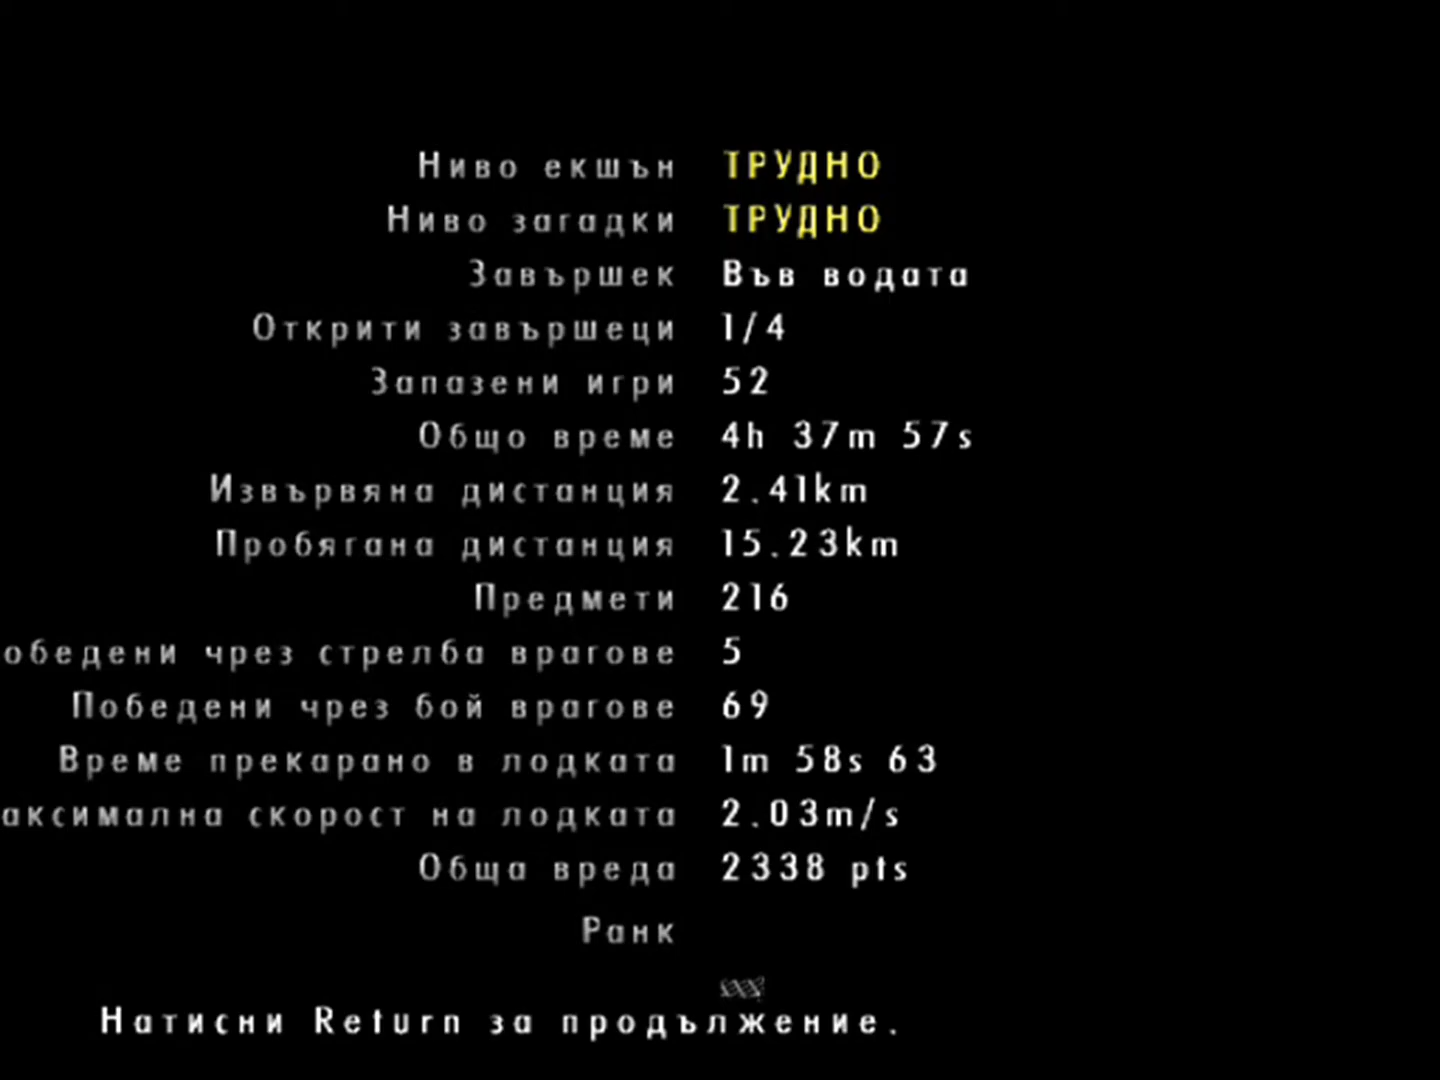 Ниво екшън ТРУДНО
Ниво загадки ТРУДНО
Завършек Във водата
Открити завършеци 1/4
Запазени игри 52
Общо време 4h 37m 57s
Извървяна дистанция 2.41km
Пробягана дистанция 15.23km
Предмети 216
обедени чрез стрелба врагове 5
Победени чрез бой врагове 69
Време прекарано в лодката 1m 58s 63
аксимална скорост на лодката 2.03m/s
Обща вреда 2338 pts
Ранк
Натисни Return за продължение.